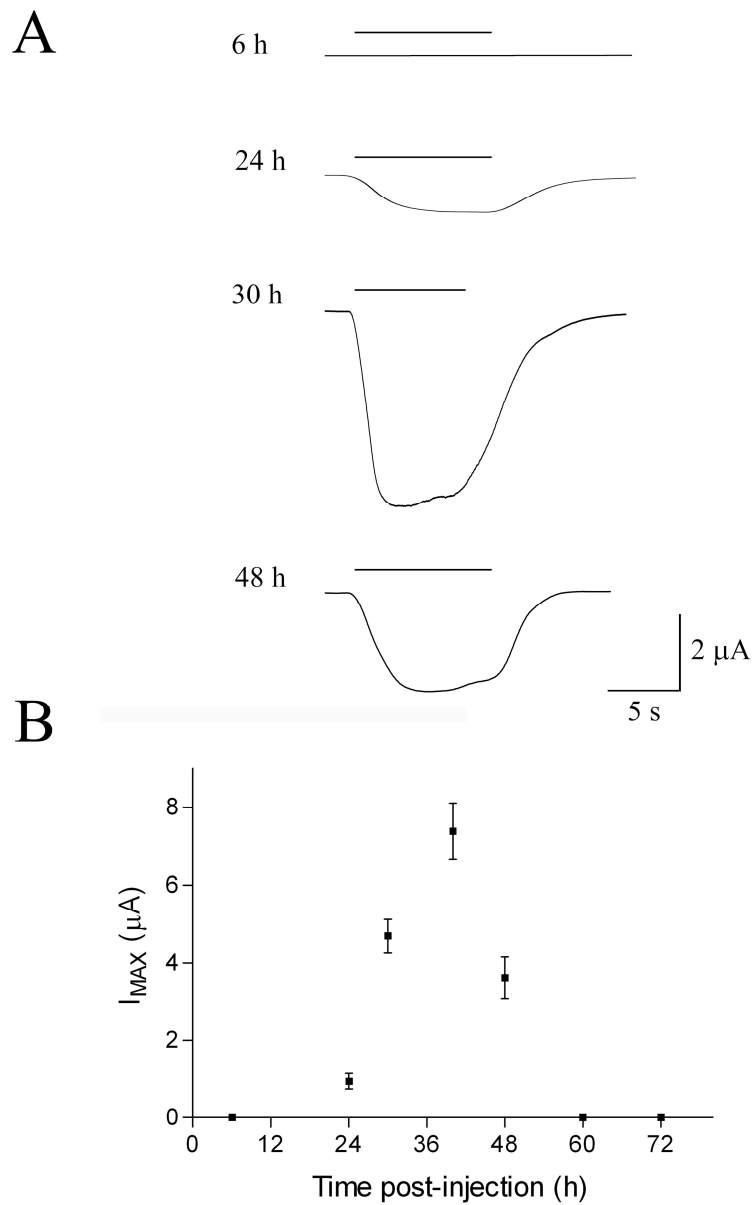 A
6 h
24 h
30 h
48 h
2 μA
5 s
B
8
6
4
2
0
I_MAX (μA)
0 12 24 36 48 60 72
Time post-injection (h)